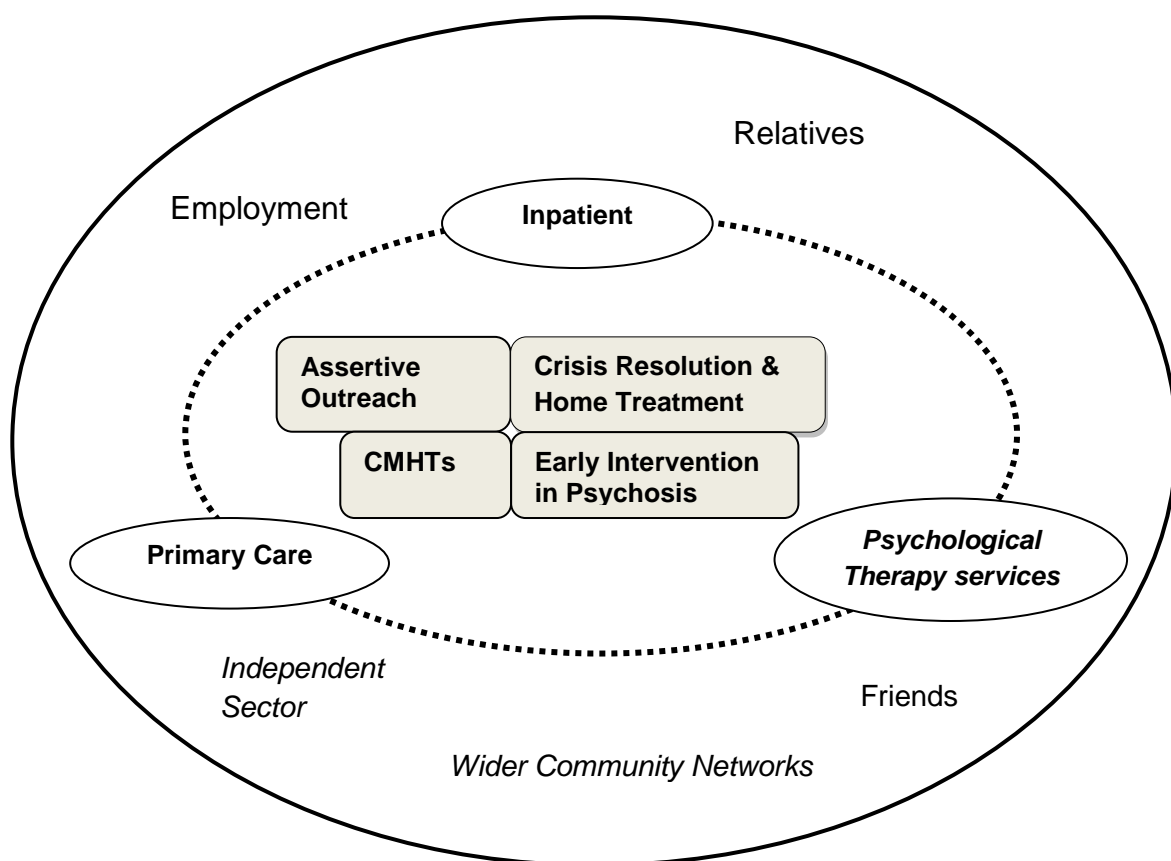 Relatives
Employment
Inpatient
Assertive
Outreach
Crisis Resolution &
Home Treatment
CMHTs
Early Intervention
in Psychosis
Primary Care
Psychological
Therapy services
Independent
Sector
Friends
Wider Community Networks